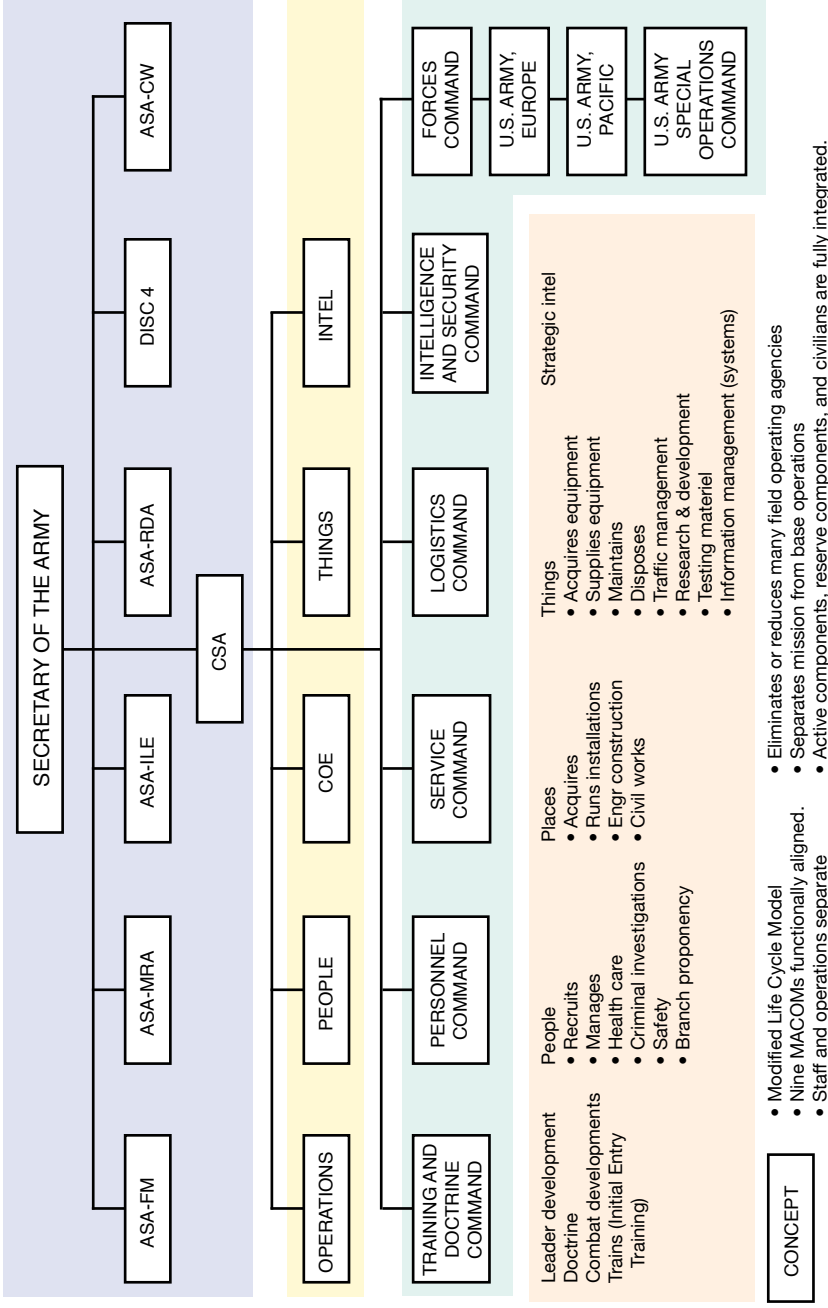 SECRETARY OF THE ARMY
ASA-FM
ASA-MRA
ASA-ILE
ASA-RDA
DISC 4
ASA-CW
CSA
OPERATIONS
PEOPLE
COE
THINGS
INTEL
TRAINING AND
DOCTRINE
COMMAND
PERSONNEL
COMMAND
SERVICE
COMMAND
LOGISTICS
COMMAND
INTELLIGENCE
AND SECURITY
COMMAND
FORCES
COMMAND
U.S. ARMY,
EUROPE
U.S. ARMY,
PACIFIC
U.S. ARMY
SPECIAL
OPERATIONS
COMMAND
Leader development
Doctrine
Combat developments
Trains (Initial Entry
Training)
People
• Recruits
• Manages
• Health care
• Criminal investigations
• Safety
• Branch proponency
Places
• Acquires
• Runs installations
• Engr construction
• Civil works
Things
• Acquires equipment
• Supplies equipment
• Maintains
• Disposes
• Traffic management
• Research & development
• Testing materiel
• Information management (systems)
Strategic intel
CONCEPT
• Modified Life Cycle Model
• Nine MACOMs functionally aligned.
• Staff and operations separate
• Eliminates or reduces many field operating agencies
• Separates mission from base operations
• Active components, reserve components, and civilians are fully integrated.